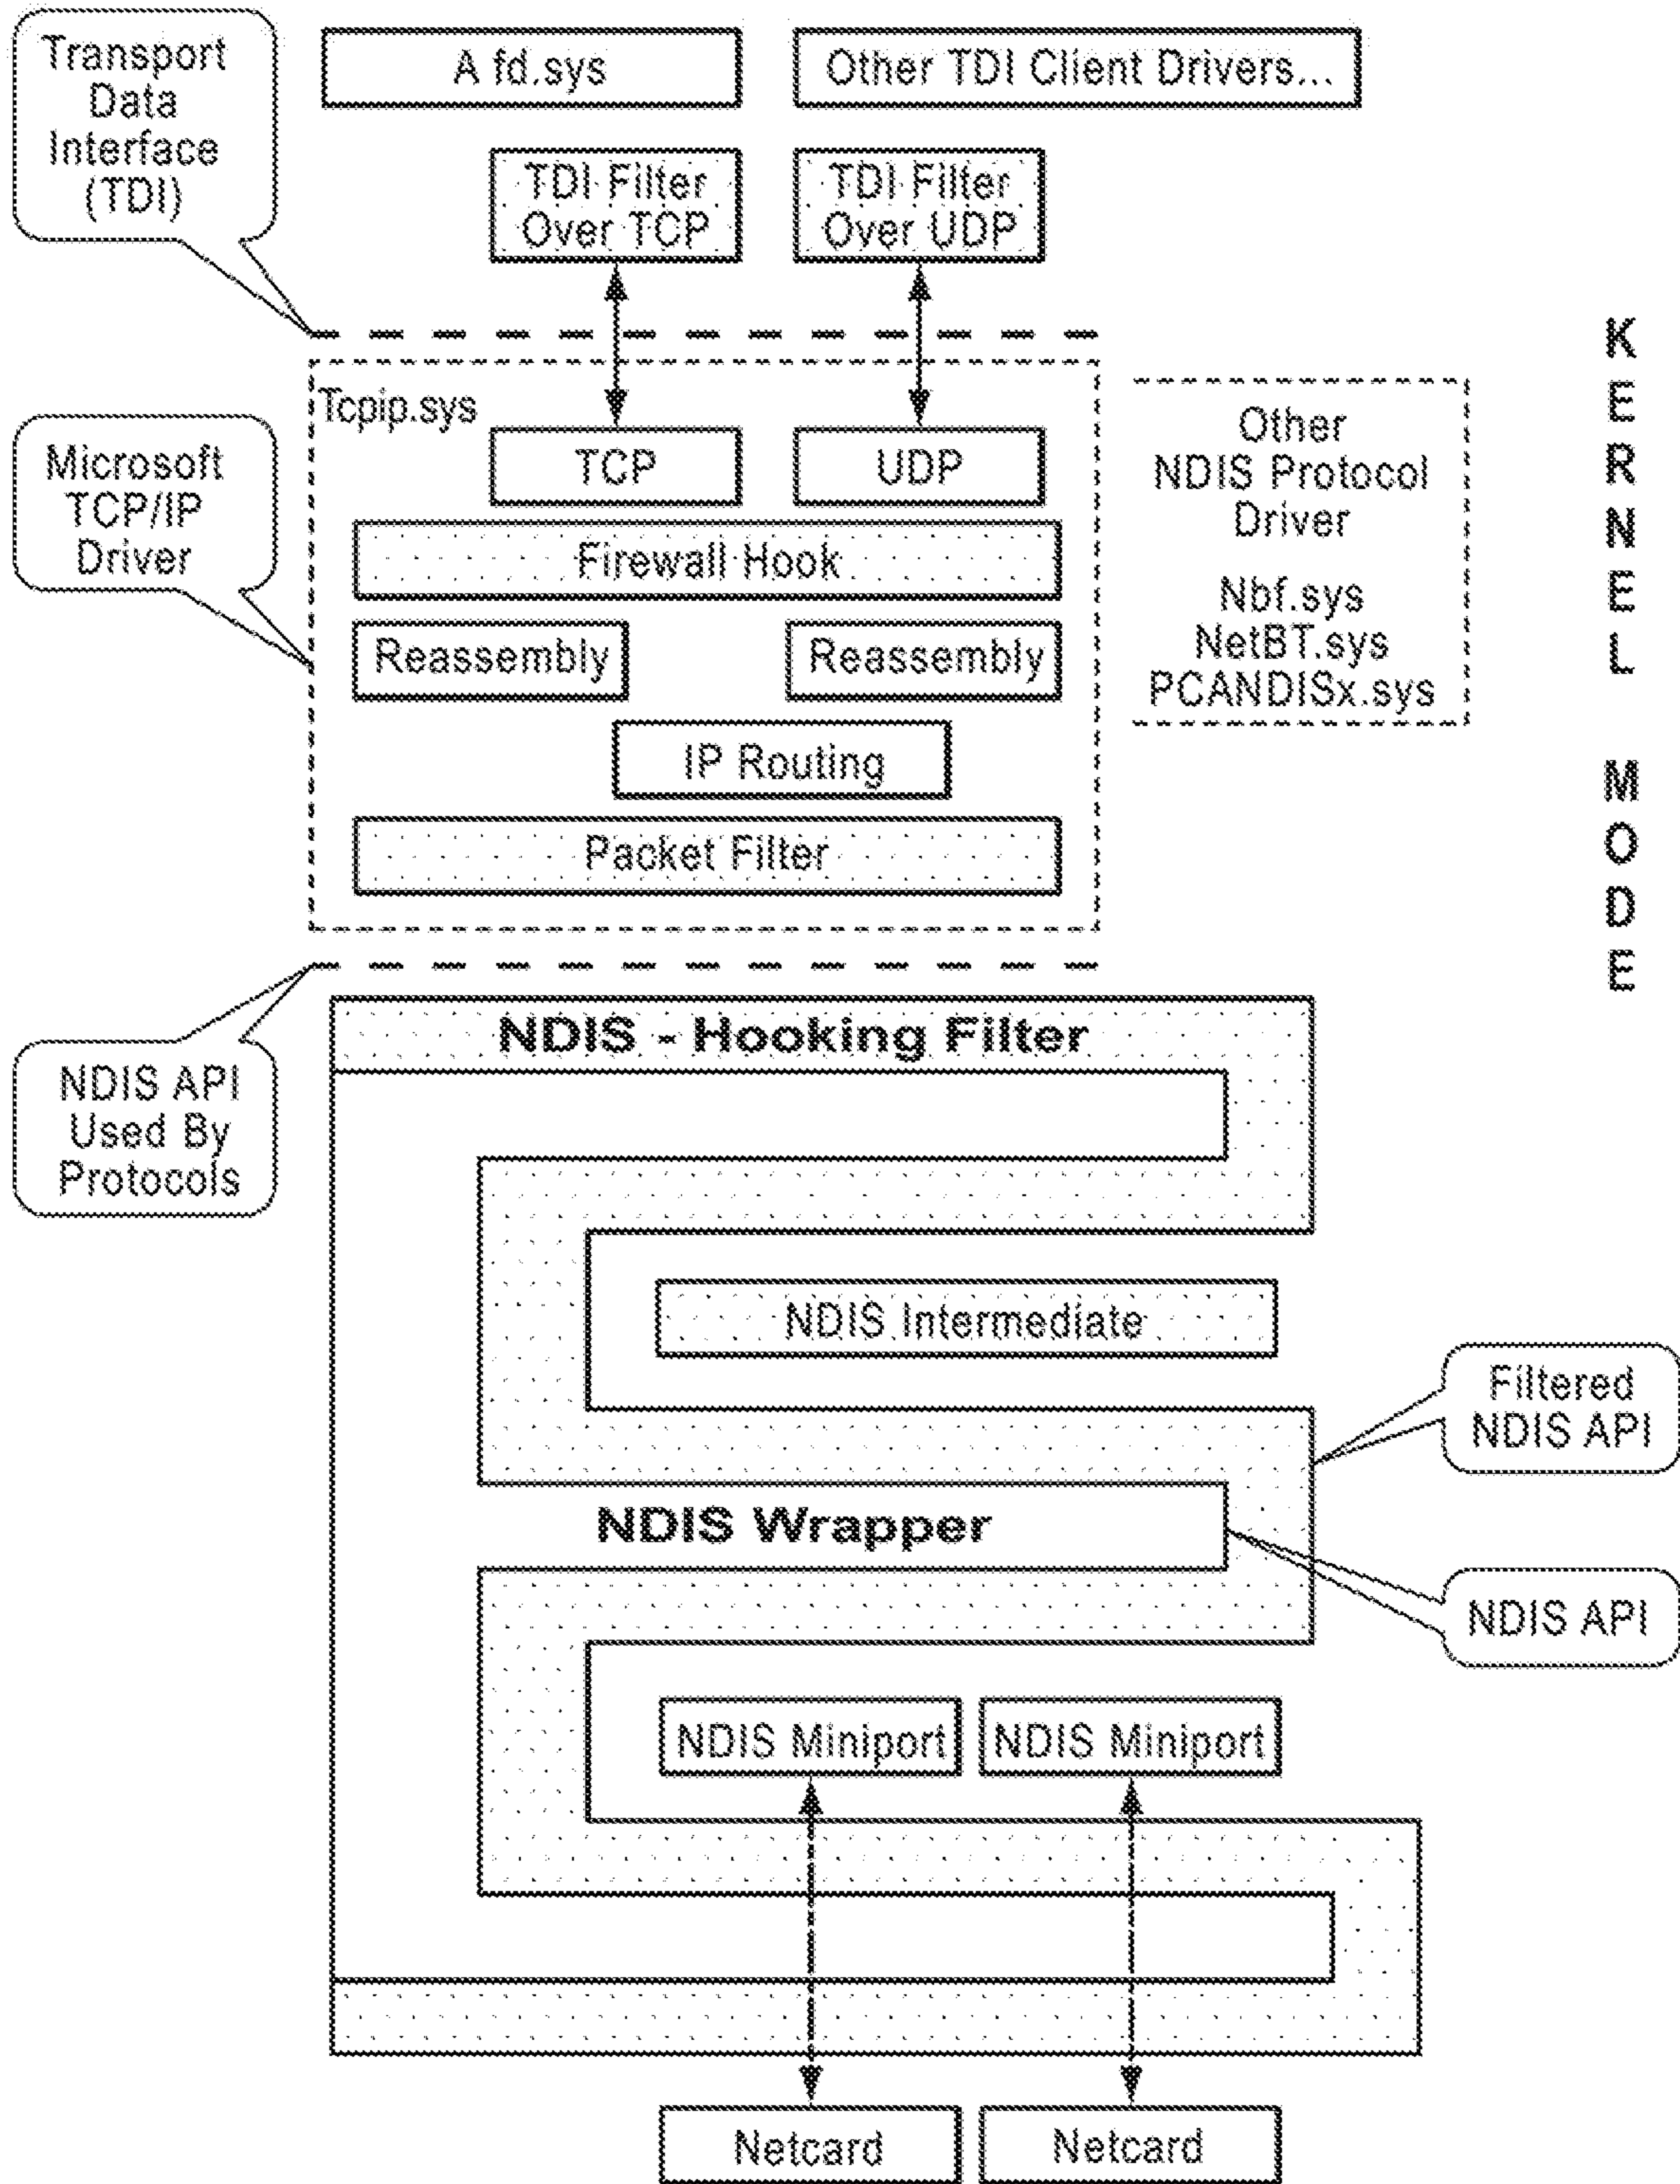 Transport
Data
Interface
(TDI)
A fd.sys
Other TDI Client Drivers...
TDI Filter
Over TCP
TDI Filter
Over UDP
KERNEL MODE
Tcpip.sys
TCP
UDP
Microsoft
TCP/IP
Driver
Other
NDIS Protocol
Driver
Nbf.sys
NetBT.sys
PCANDISx.sys
Firewall Hook
Reassembly
Reassembly
IP Routing
Packet Filter
NDIS API
Used By
Protocols
NDIS - Hooking Filter
NDIS Intermediate
Filtered
NDIS API
NDIS Wrapper
NDIS API
NDIS Miniport
NDIS Miniport
Netcard
Netcard